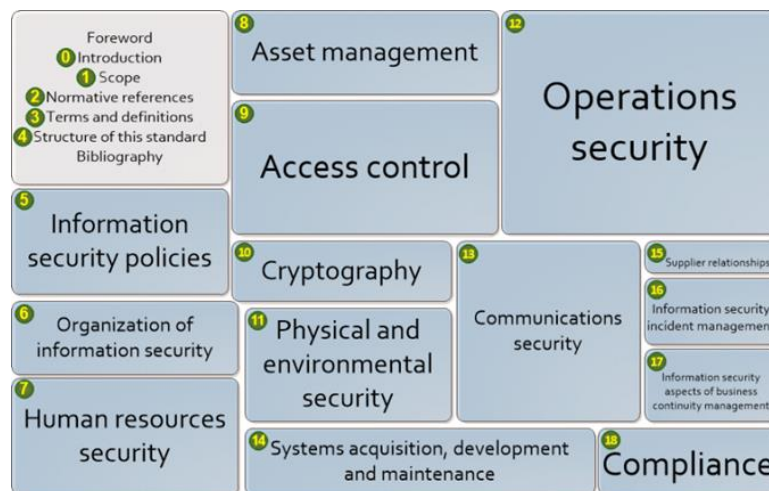 Foreword
0 Introduction
1 Scope
2 Normative references
3 Terms and definitions
4 Structure of this standard
Bibliography
5
Information
security policies
6
Organization of
information security
7
Human resources
security
8
Asset management
9
Access control
10
Cryptography
11
Physical and
environmental
security
12
Operations
security
13
Communications
security
14
Systems acquisition, development
and maintenance
15
Supplier relationships
16
Information security
incident management
17
Information security
aspects of business
continuity management
18
Compliance